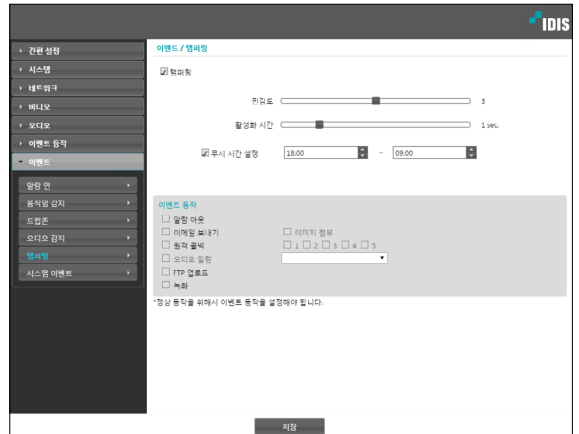 IDIS
간편 설정
시스템
네트워크
비디오
오디오
이벤트 동작
이벤트
알람 인
움직임 감지
트립존
오디오 감지
탬퍼링
시스템 이벤트
이벤트 / 탬퍼링
탬퍼링
민감도 3
활성화 시간 1 sec.
무시 시간 설정 18:00 ~ 09:00
이벤트 동작
알람 아웃
이메일 보내기 이미지 첨부
원격 콜백 1 2 3 4 5
오디오 알람
FTP 업로드
녹화
*정상 동작을 위해서 이벤트 동작을 설정해야 합니다.
저장